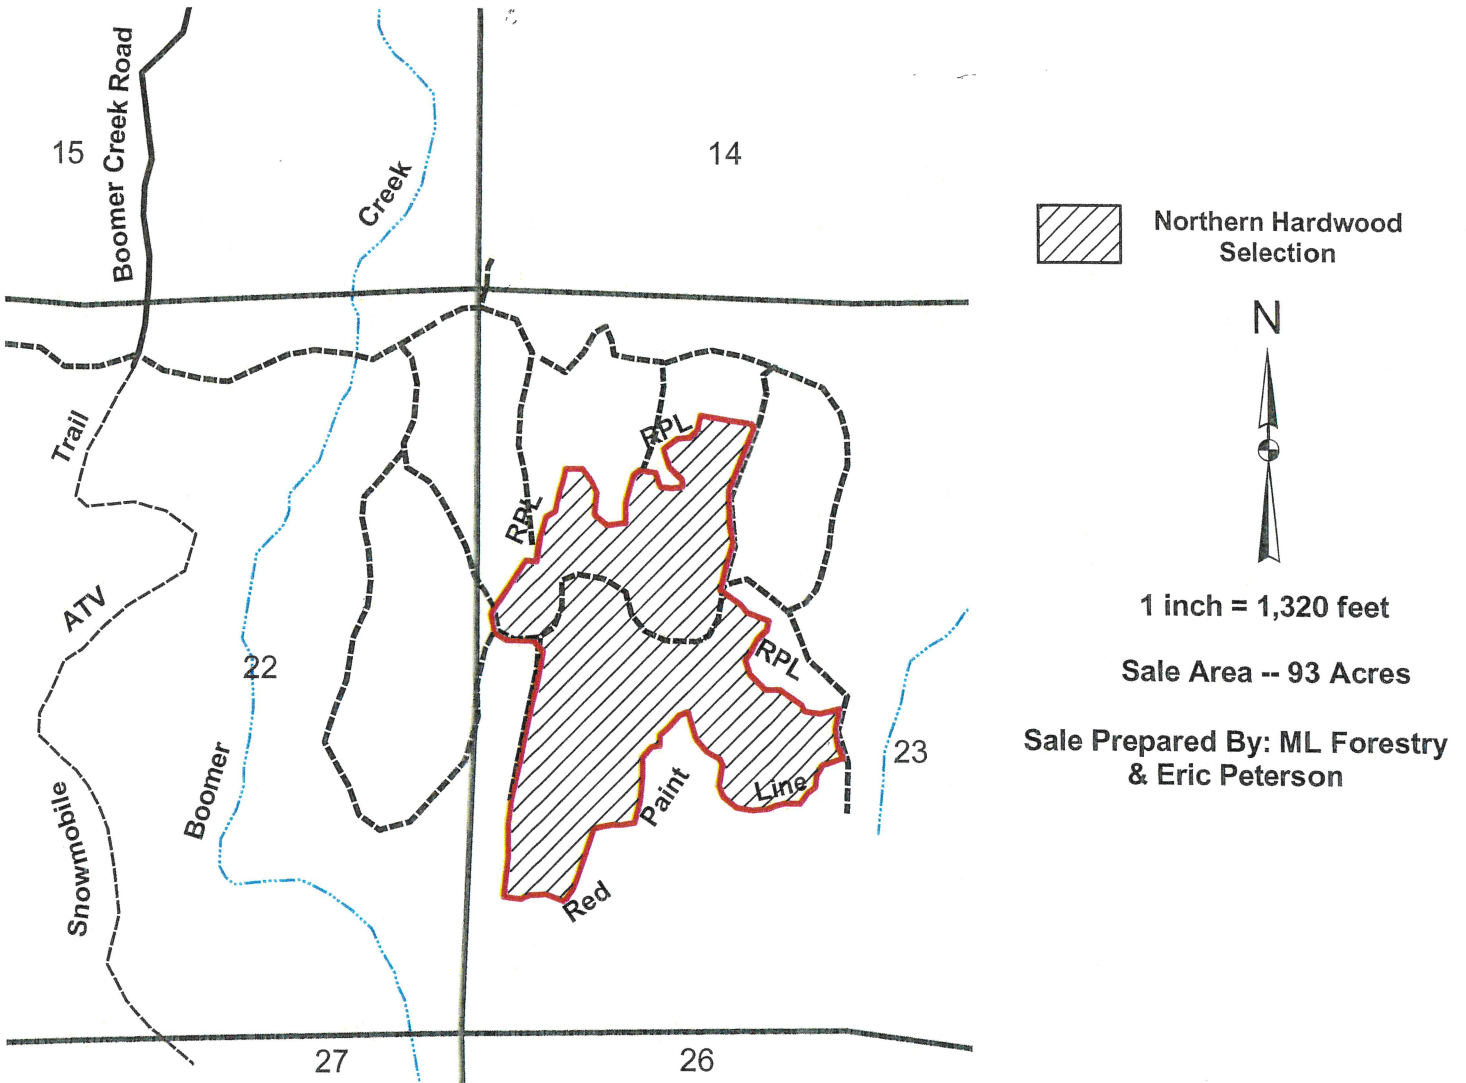 Boomer Creek Road
15
14
Creek
Northern Hardwood
Selection
N
Trail
RPL
RPL
ATV
1 inch = 1,320 feet
22
RPL
Sale Area -- 93 Acres
23
Sale Prepared By: ML Forestry
& Eric Peterson
Boomer
Snowmobile
Paint
Line
Red
27
26